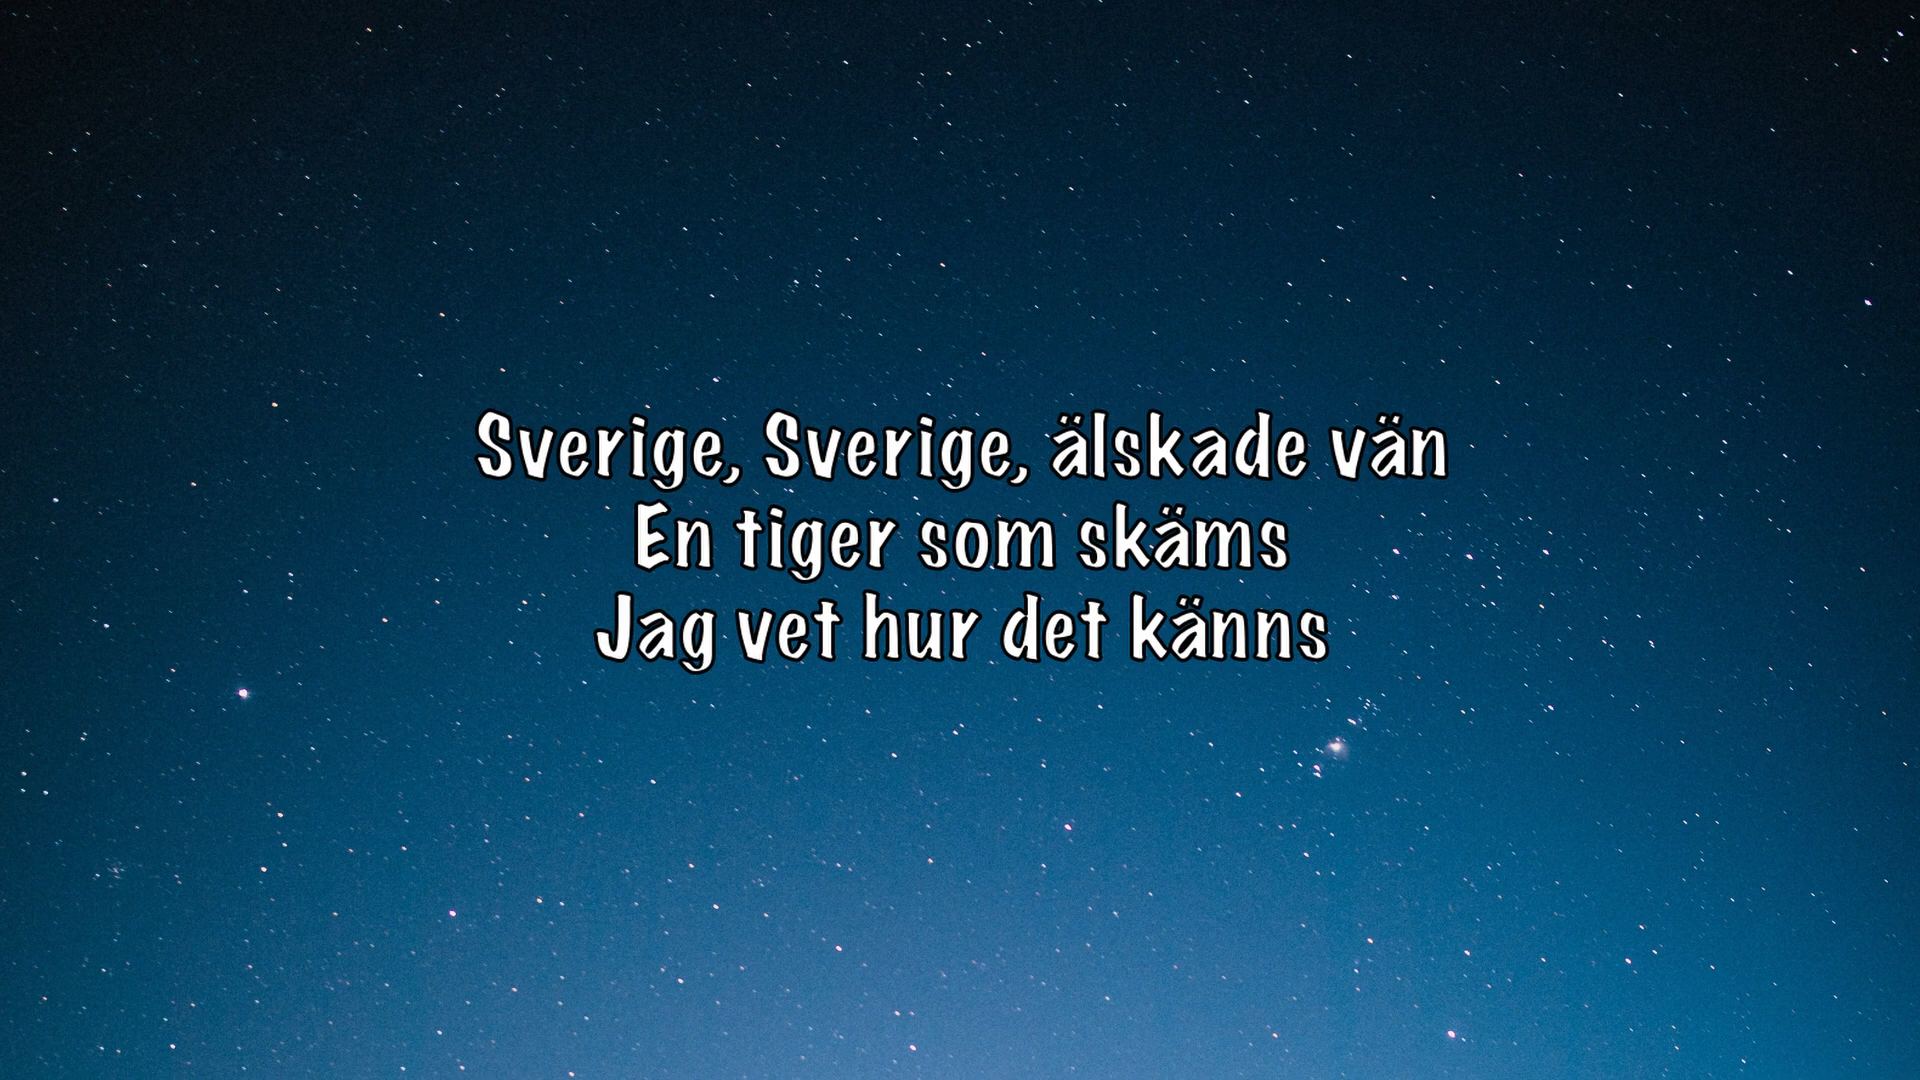 Sverige, Sverige, älskade vän
En tiger som skäms
Jag vet hur det känns